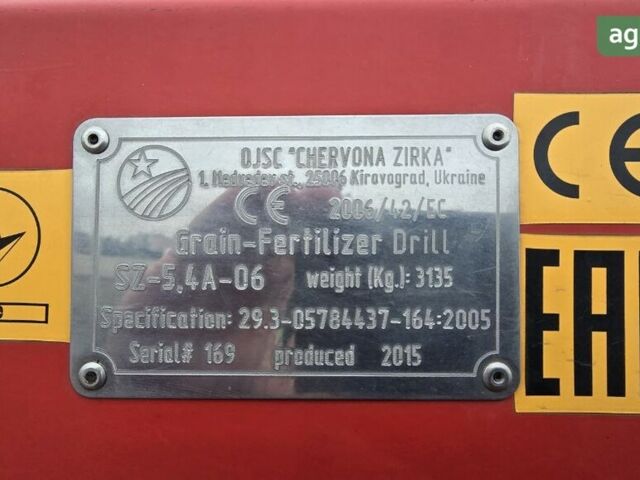 ag
OJSC "CHERVONA ZIRKA"
1, Medvedev st., 25006 Kirovograd, Ukraine
CE 2006/42/EC
Grain-Fertilizer Drill
SZ-5,4A-06 weight (Kg.): 3135
Spacification: 29.3-05784437-164:2005
Serial# 169 produced 2015
CE
EAC